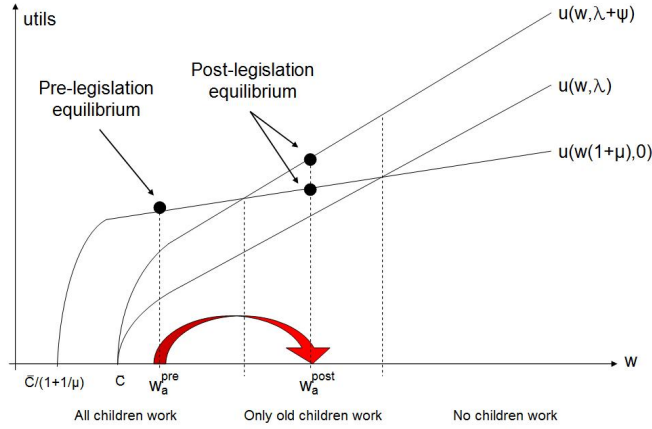 utils
u(w,λ+ψ)
Post-legislation
equilibrium
Pre-legislation
equilibrium
u(w,λ)
u(w(1+μ),0)
C̅/(1+1/μ)
C
w_a^pre
w_a^post
w
All children work
Only old children work
No children work